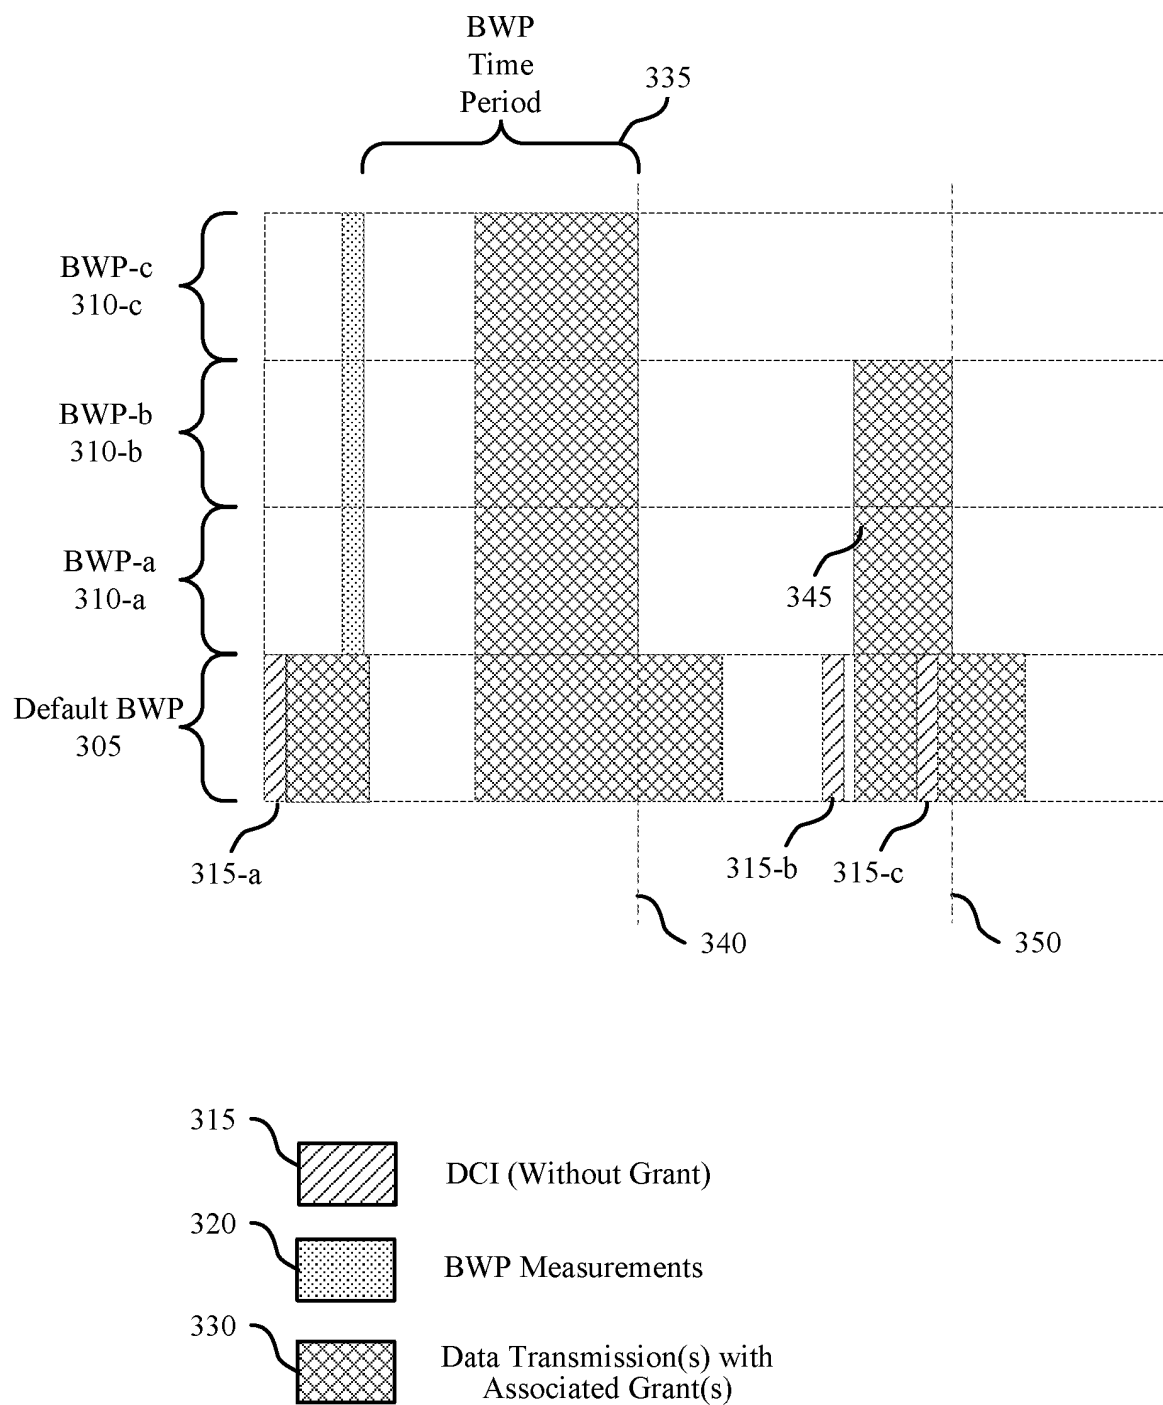 BWP
Time
Period
335
BWP-c
310-c
BWP-b
310-b
BWP-a
310-a
345
Default BWP
305
315-a
315-b
315-c
340
350
315
DCI (Without Grant)
320
BWP Measurements
330
Data Transmission(s) with
Associated Grant(s)